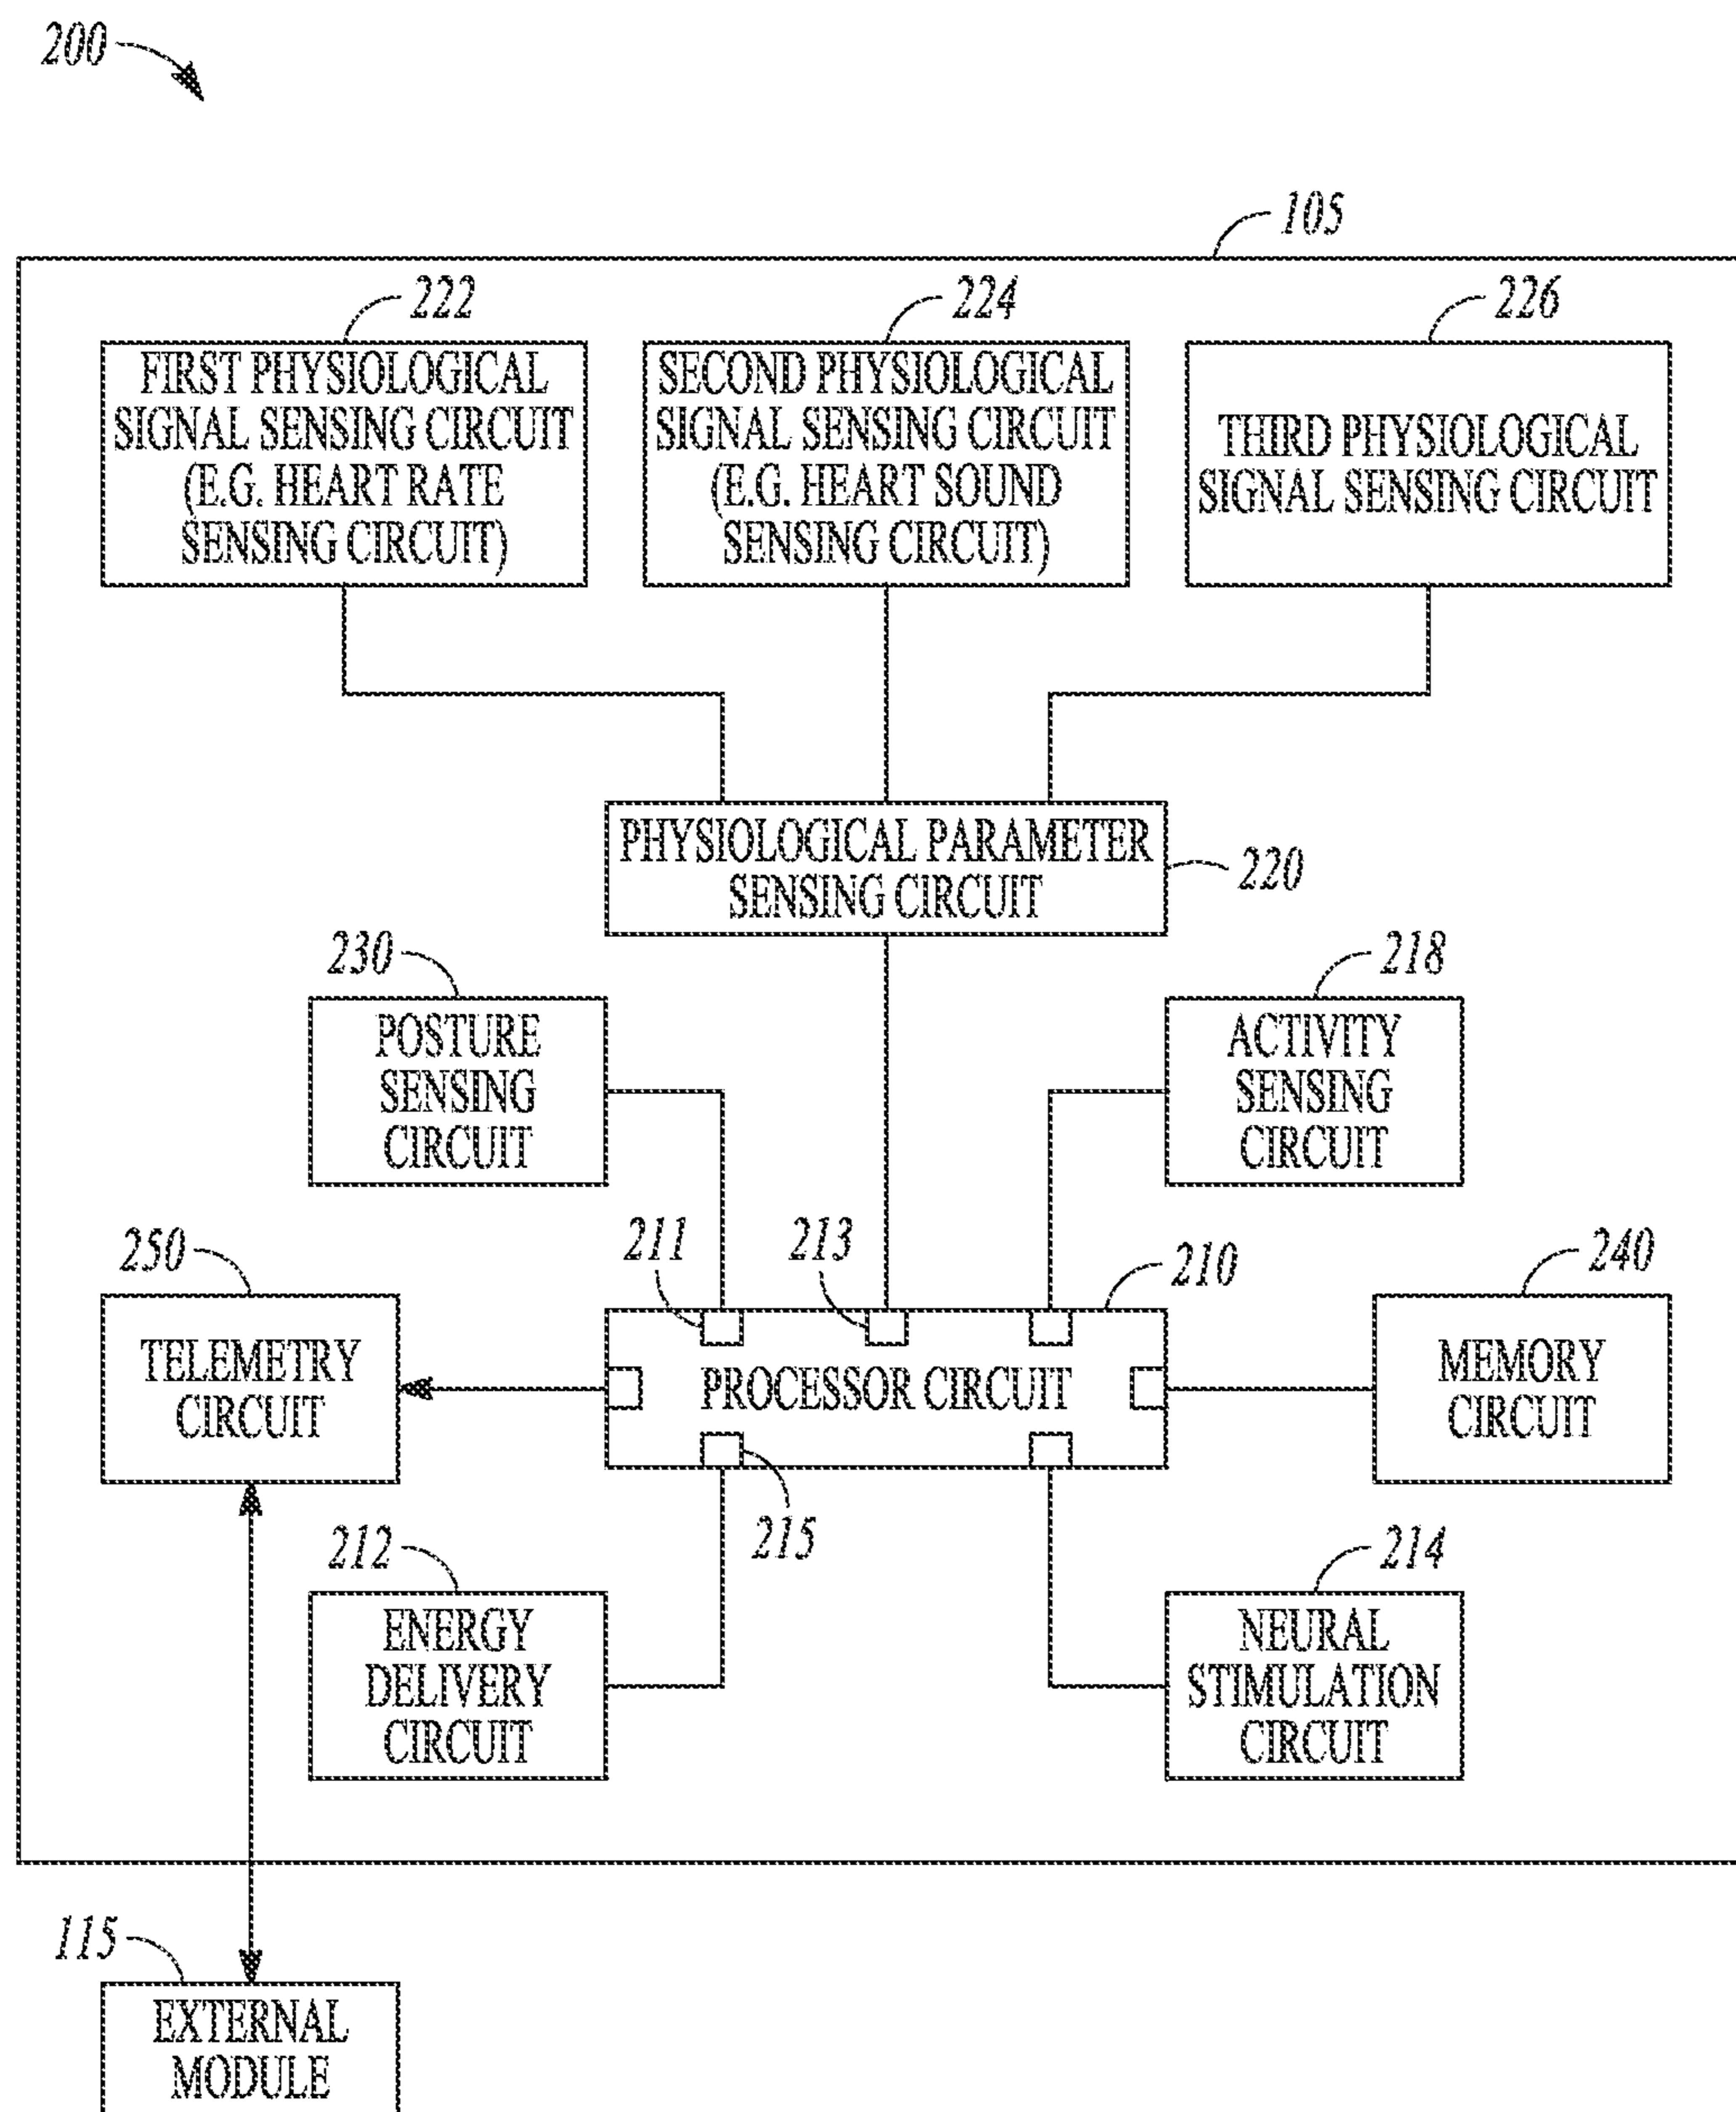 200
105
222
224
226
FIRST PHYSIOLOGICAL
SIGNAL SENSING CIRCUIT
(E.G. HEART RATE
SENSING CIRCUIT)
SECOND PHYSIOLOGICAL
SIGNAL SENSING CIRCUIT
(E.G. HEART SOUND
SENSING CIRCUIT)
THIRD PHYSIOLOGICAL
SIGNAL SENSING CIRCUIT
PHYSIOLOGICAL PARAMETER
SENSING CIRCUIT
220
230
218
POSTURE
SENSING
CIRCUIT
ACTIVITY
SENSING
CIRCUIT
250
211
213
210
240
TELEMETRY
CIRCUIT
PROCESSOR CIRCUIT
MEMORY
CIRCUIT
215
212
214
ENERGY
DELIVERY
CIRCUIT
NEURAL
STIMULATION
CIRCUIT
115
EXTERNAL
MODULE